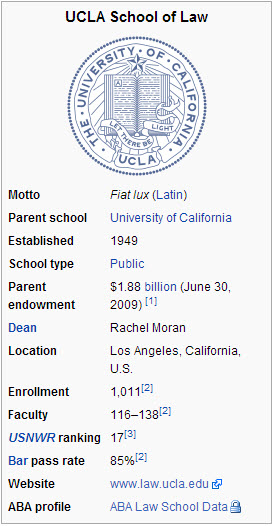 UCLA School of Law
THE UNIVERSITY OF CALIFORNIA
LET THERE BE LIGHT
UCLA
Motto Fiat lux (Latin)
Parent school University of California
Established 1949
School type Public
Parent endowment $1.88 billion (June 30, 2009) [1]
Dean Rachel Moran
Location Los Angeles, California, U.S.
Enrollment 1,011[2]
Faculty 116–138[2]
USNWR ranking 17[3]
Bar pass rate 85%[2]
Website www.law.ucla.edu
ABA profile ABA Law School Data